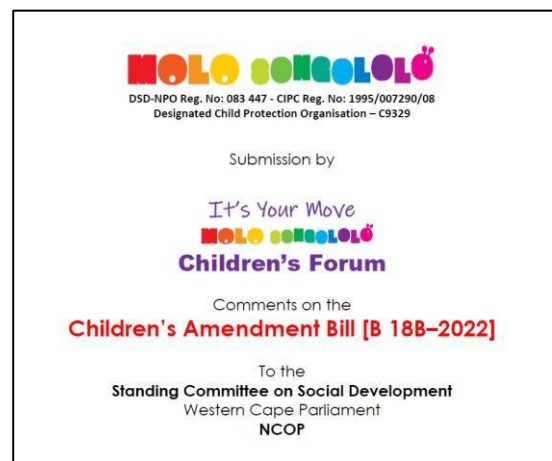 MOLO SONGOLOLO
DSD-NPO Reg. No: 083 447 - CIPC Reg. No: 1995/007290/08
Designated Child Protection Organisation – C9329
Submission by
It's Your Move
MOLO SONGOLOLO
Children's Forum
Comments on the
Children's Amendment Bill [B 18B–2022]
To the
Standing Committee on Social Development
Western Cape Parliament
NCOP